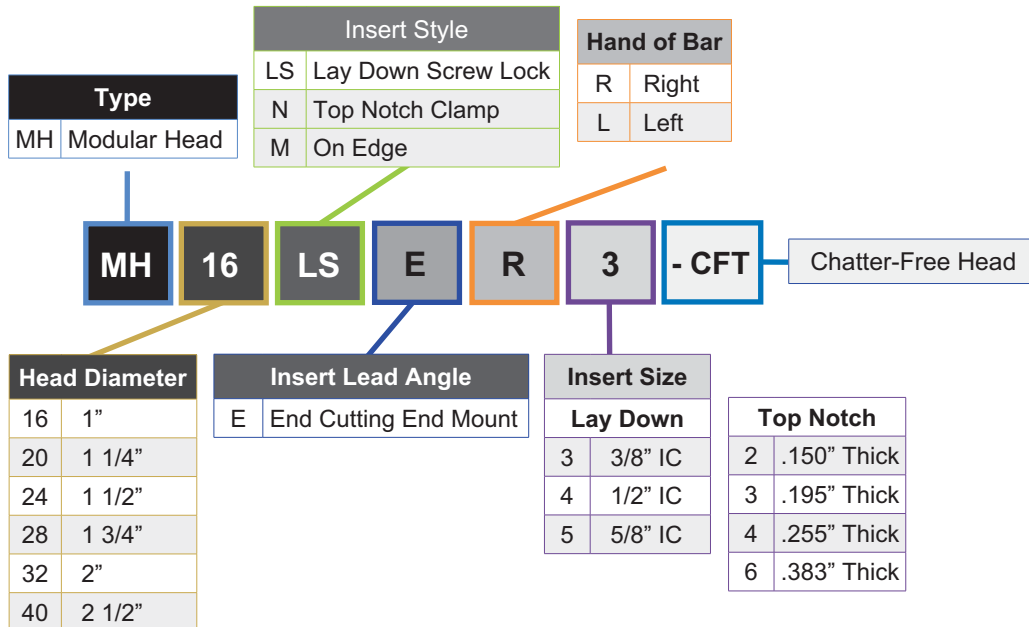 Insert Style
LS Lay Down Screw Lock
N Top Notch Clamp
M On Edge
Hand of Bar
R Right
L Left
Type
MH Modular Head
MH 16 LS E R 3 - CFT
Chatter-Free Head
Head Diameter
16 1”
20 1 1/4”
24 1 1/2”
28 1 3/4”
32 2”
40 2 1/2”
Insert Lead Angle
E End Cutting End Mount
Insert Size
Lay Down
3 3/8” IC
4 1/2” IC
5 5/8” IC
Top Notch
2 .150” Thick
3 .195” Thick
4 .255” Thick
6 .383” Thick